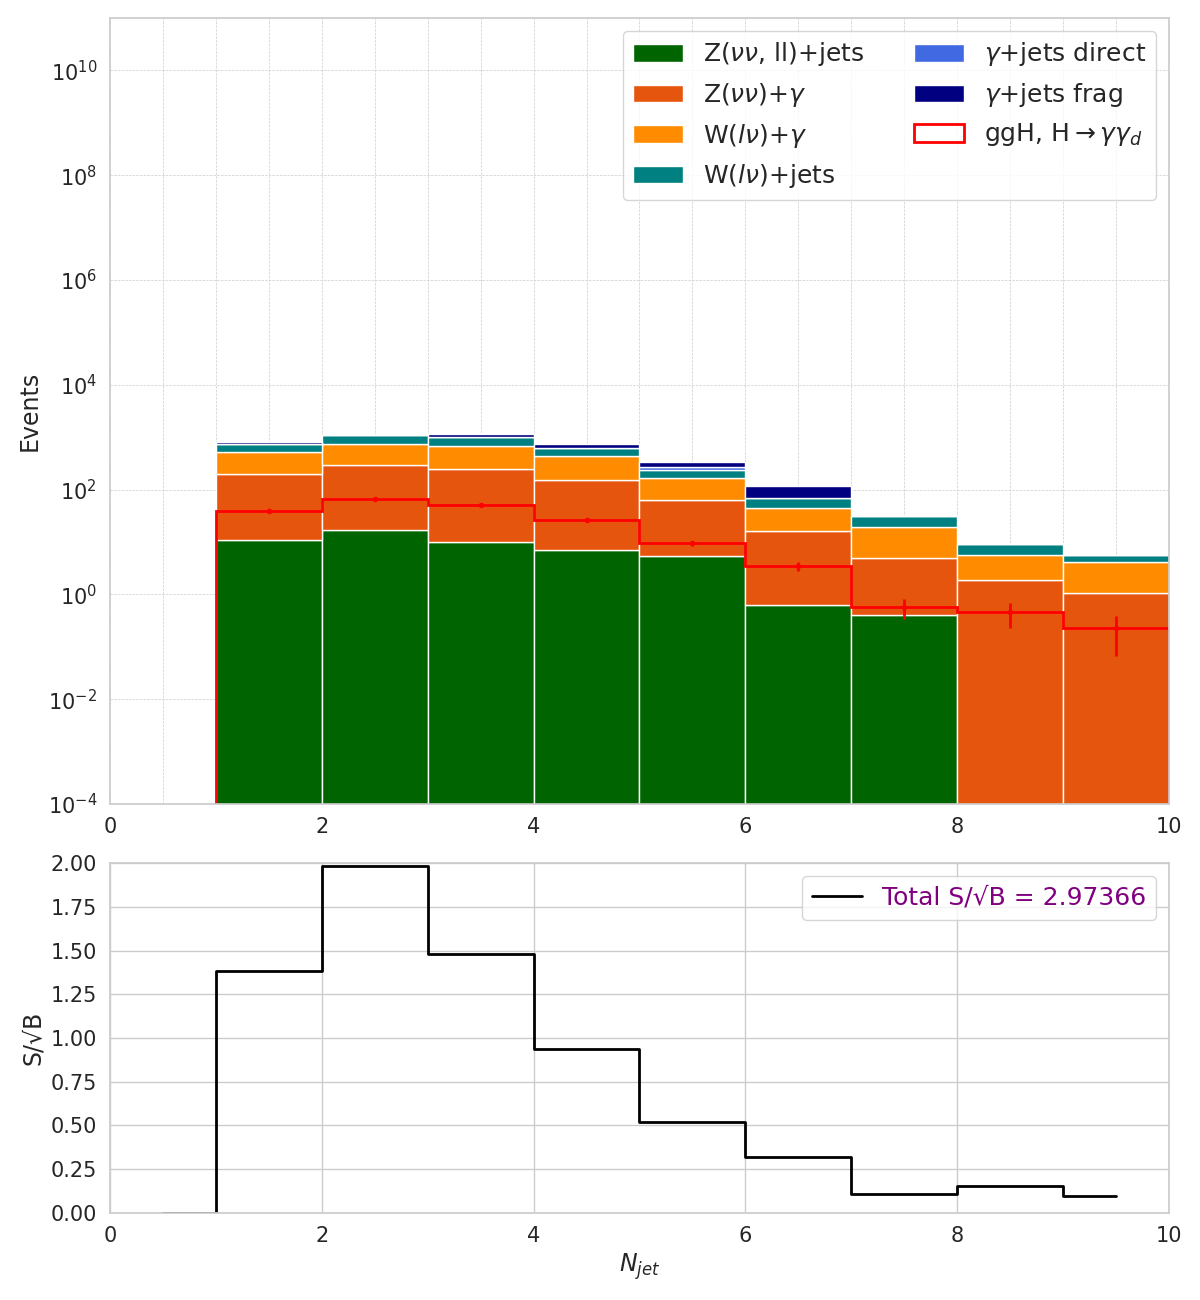 Z(νν, ll)+jets
Z(νν)+γ
W(lν)+γ
W(lν)+jets
γ+jets direct
γ+jets frag
ggH, H→γγ_d
Events
10^10
10^8
10^6
10^4
10^2
10^0
10^−2
10^−4
0 2 4 6 8 10
Total S/√B = 2.97366
S/√B
2.00
1.75
1.50
1.25
1.00
0.75
0.50
0.25
0.00
0 2 4 6 8 10
N_jet